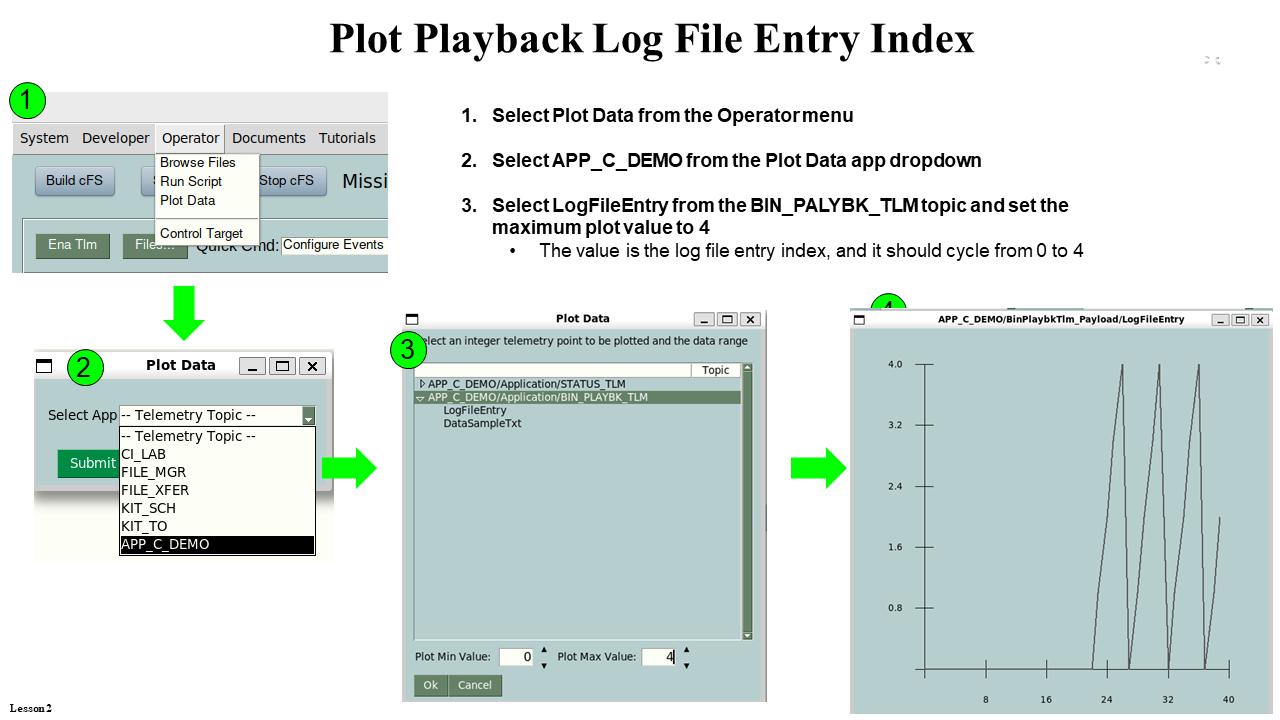 Plot Playback Log File Entry Index
1
System Developer Operator Documents Tutorials
Browse Files
Run Script
Plot Data
Control Target
Build cFS
Stop cFS
Ena Tlm
Files...
Quick Cmd: Configure Events
1. Select Plot Data from the Operator menu
2. Select APP_C_DEMO from the Plot Data app dropdown
3. Select LogFileEntry from the BIN_PALYBK_TLM topic and set the
maximum plot value to 4
• The value is the log file entry index, and it should cycle from 0 to 4
2
Plot Data
Select App -- Telemetry Topic --
-- Telemetry Topic --
CI_LAB
FILE_MGR
FILE_XFER
KIT_SCH
KIT_TO
APP_C_DEMO
Submit
3
Plot Data
elect an integer telemetry point to be plotted and the data range
Topic
APP_C_DEMO/Application/STATUS_TLM
APP_C_DEMO/Application/BIN_PLAYBK_TLM
LogFileEntry
DataSampleTxt
Plot Min Value: 0 Plot Max Value: 4
Ok Cancel
APP_C_DEMO/BinPlaybkTlm_Payload/LogFileEntry
4.0
3.2
2.4
1.6
0.8
8 16 24 32 40
Lesson 2